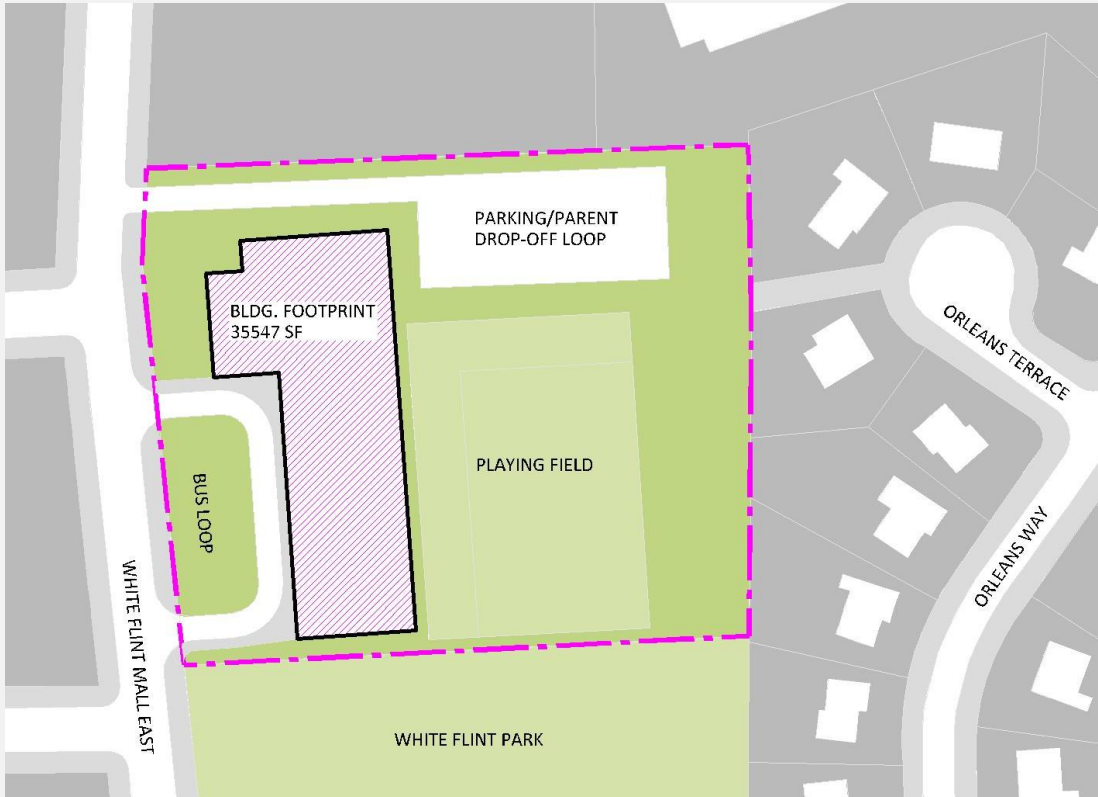 PARKING/PARENT
DROP-OFF LOOP
BLDG. FOOTPRINT
35547 SF
ORLEANS TERRACE
PLAYING FIELD
BUS LOOP
ORLEANS WAY
WHITE FLINT MALL EAST
WHITE FLINT PARK